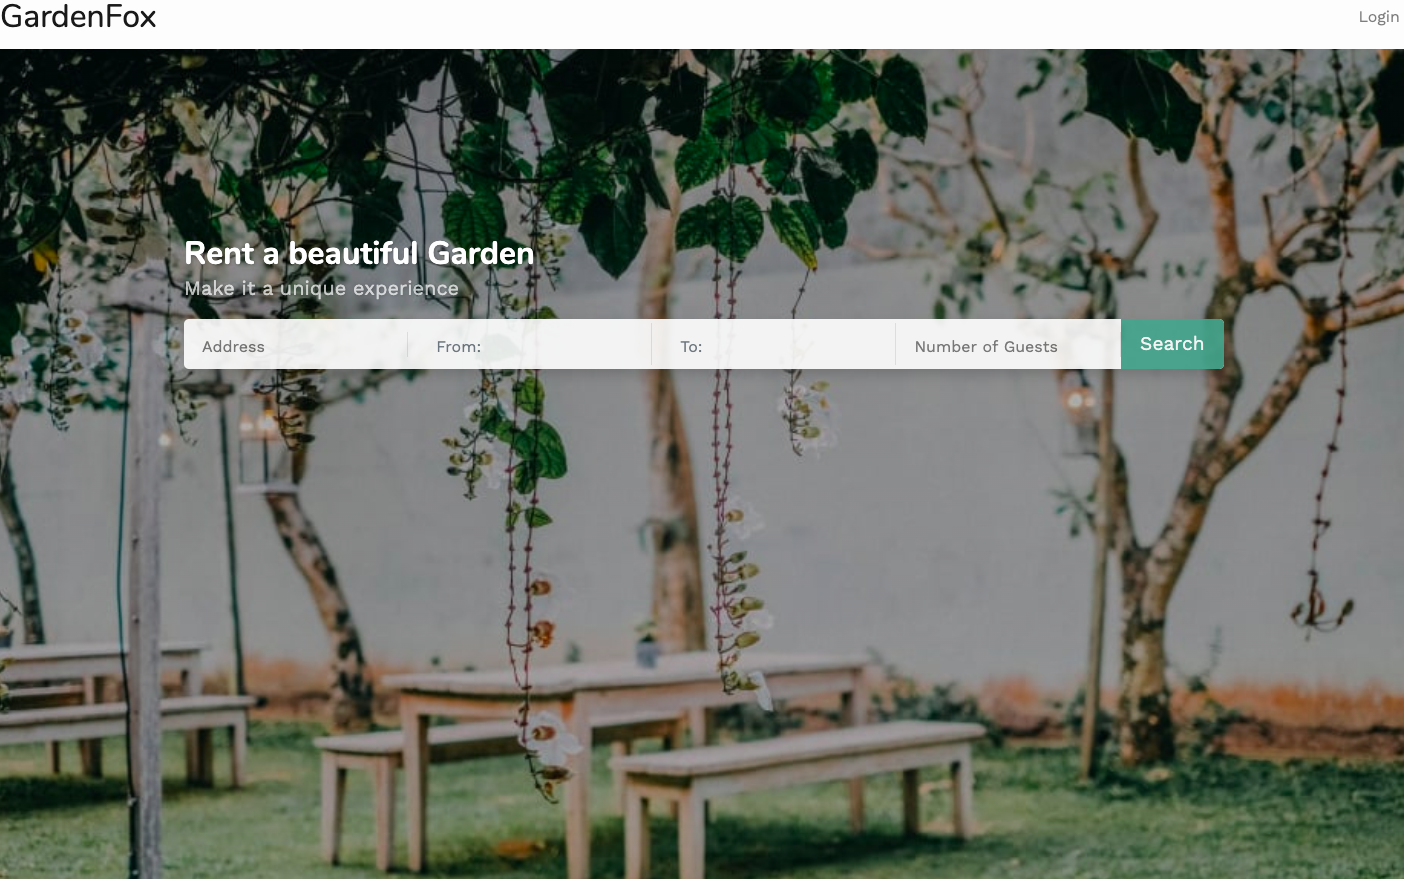 GardenFox
Login
Rent a beautiful Garden
Make it a unique experience
Address
From:
To:
Number of Guests
Search